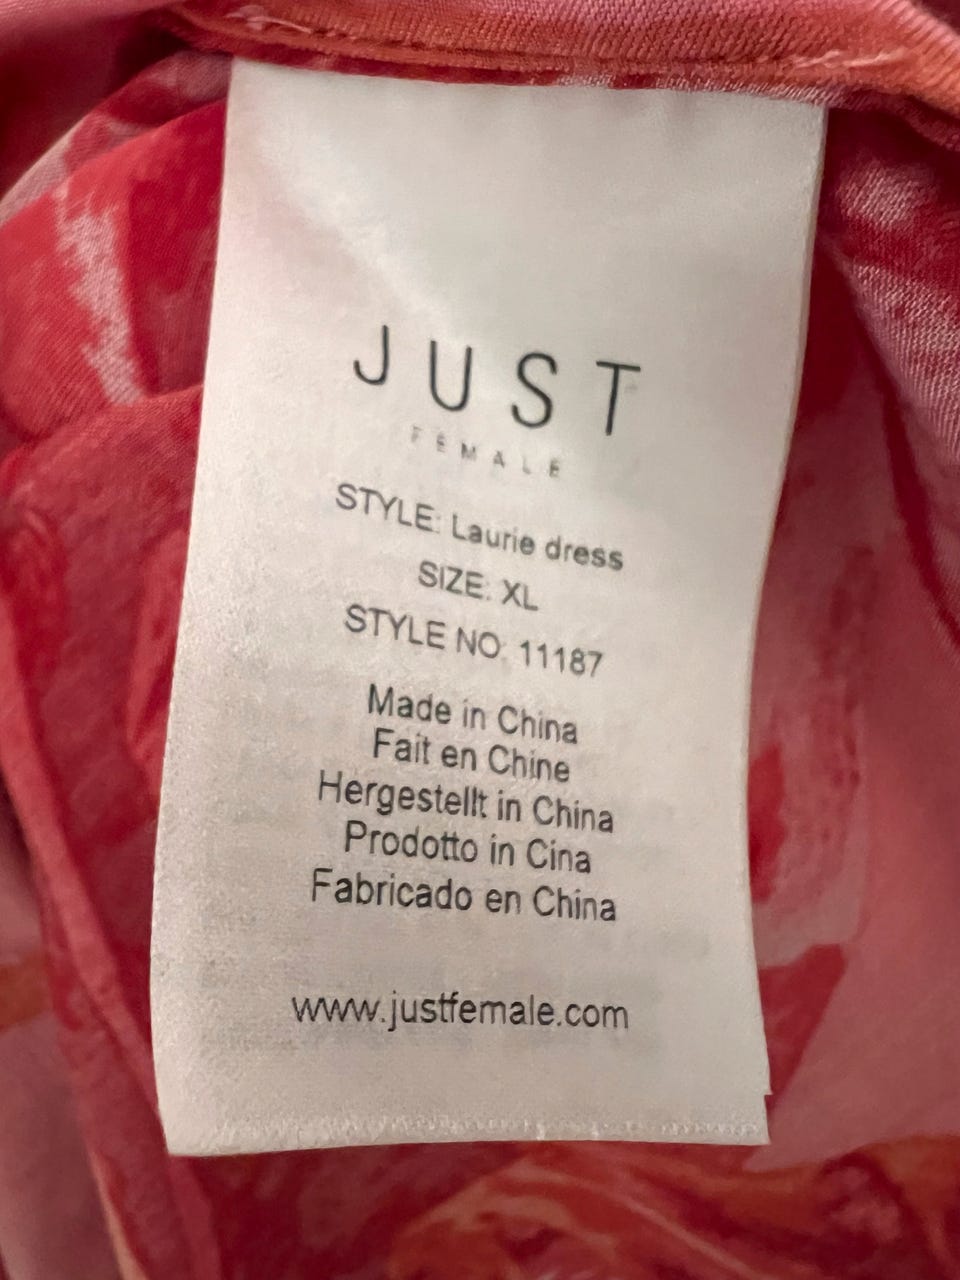 JUST
FEMALE
STYLE: Laurie dress
SIZE: XL
STYLE NO: 11187
Made in China
Fait en Chine
Hergestellt in China
Prodotto in Cina
Fabricado en China
www.justfemale.com